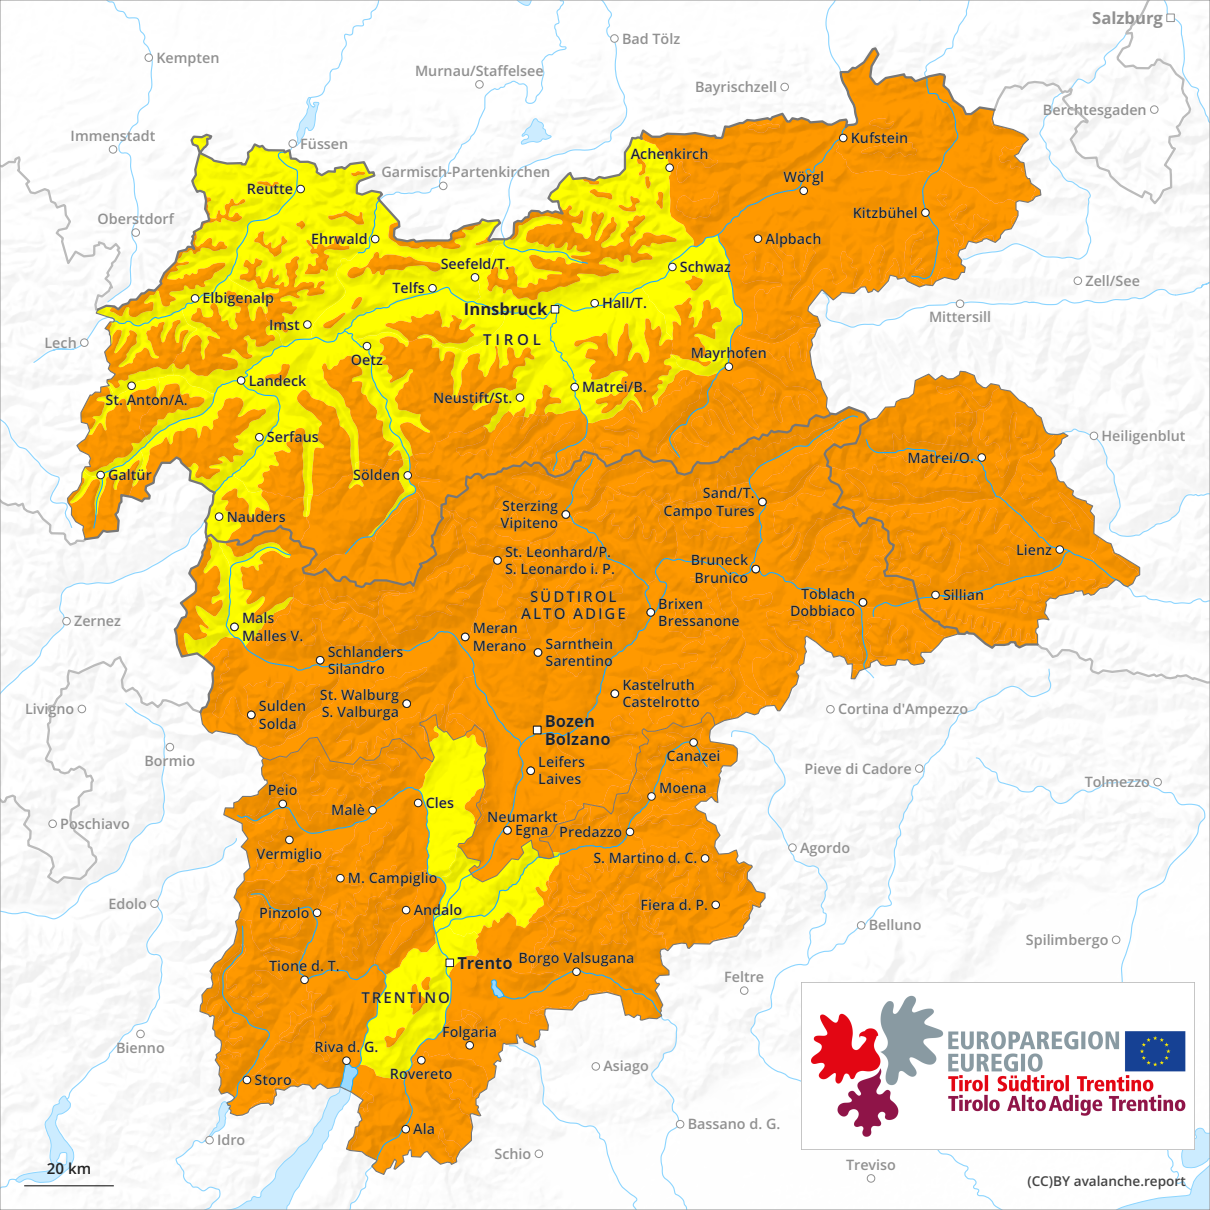 Salzburg
Bad Tölz
Kempten
Murnau/Staffelsee
Bayrischzell
Berchtesgaden
Immenstadt
Füssen
Kufstein
Achenkirch
Garmisch-Partenkirchen
Wörgl
Reutte
Oberstdorf
Kitzbühel
Ehrwald
Alpbach
Seefeld/T.
Schwaz
Zell/See
Telfs
Elbigenalp
Innsbruck
Hall/T.
Mittersill
Imst
TIROL
Lech
Oetz
Mayrhofen
Landeck
Matrei/B.
St. Anton/A.
Neustift/St.
Serfaus
Heiligenblut
Matrei/O.
Galtür
Sölden
Sand/T.
Campo Tures
Sterzing
Vipiteno
Nauders
St. Leonhard/P.
S. Leonardo i. P.
Lienz
Bruneck
Brunico
SÜDTIROL
ALTO ADIGE
Toblach
Dobbiaco
Sillian
Brixen
Bressanone
Zernez
Mals
Malles V.
Meran
Merano
Sarnthein
Sarentino
Schlanders
Silandro
Kastelruth
Castelrotto
St. Walburg
S. Valburga
Livigno
Sulden
Solda
Cortina d'Ampezzo
Bozen
Bolzano
Bormio
Canazei
Leifers
Laives
Pieve di Cadore
Tolmezzo
Peio
Moena
Malè
Cles
Neumarkt
Egna
Predazzo
Poschiavo
Vermiglio
Agordo
S. Martino d. C.
M. Campiglio
Edolo
Pinzolo
Andalo
Fiera d. P.
Belluno
Spilimbergo
Trento
Borgo Valsugana
Tione d. T.
Feltre
TRENTINO
Folgaria
Bienno
Riva d. G.
Rovereto
Asiago
Storo
EUROPAREGION
EUREGIO
Tirol Südtirol Trentino
Tirolo Alto Adige Trentino
Ala
Bassano d. G.
Idro
Schio
Treviso
20 km
(CC)BY avalanche.report